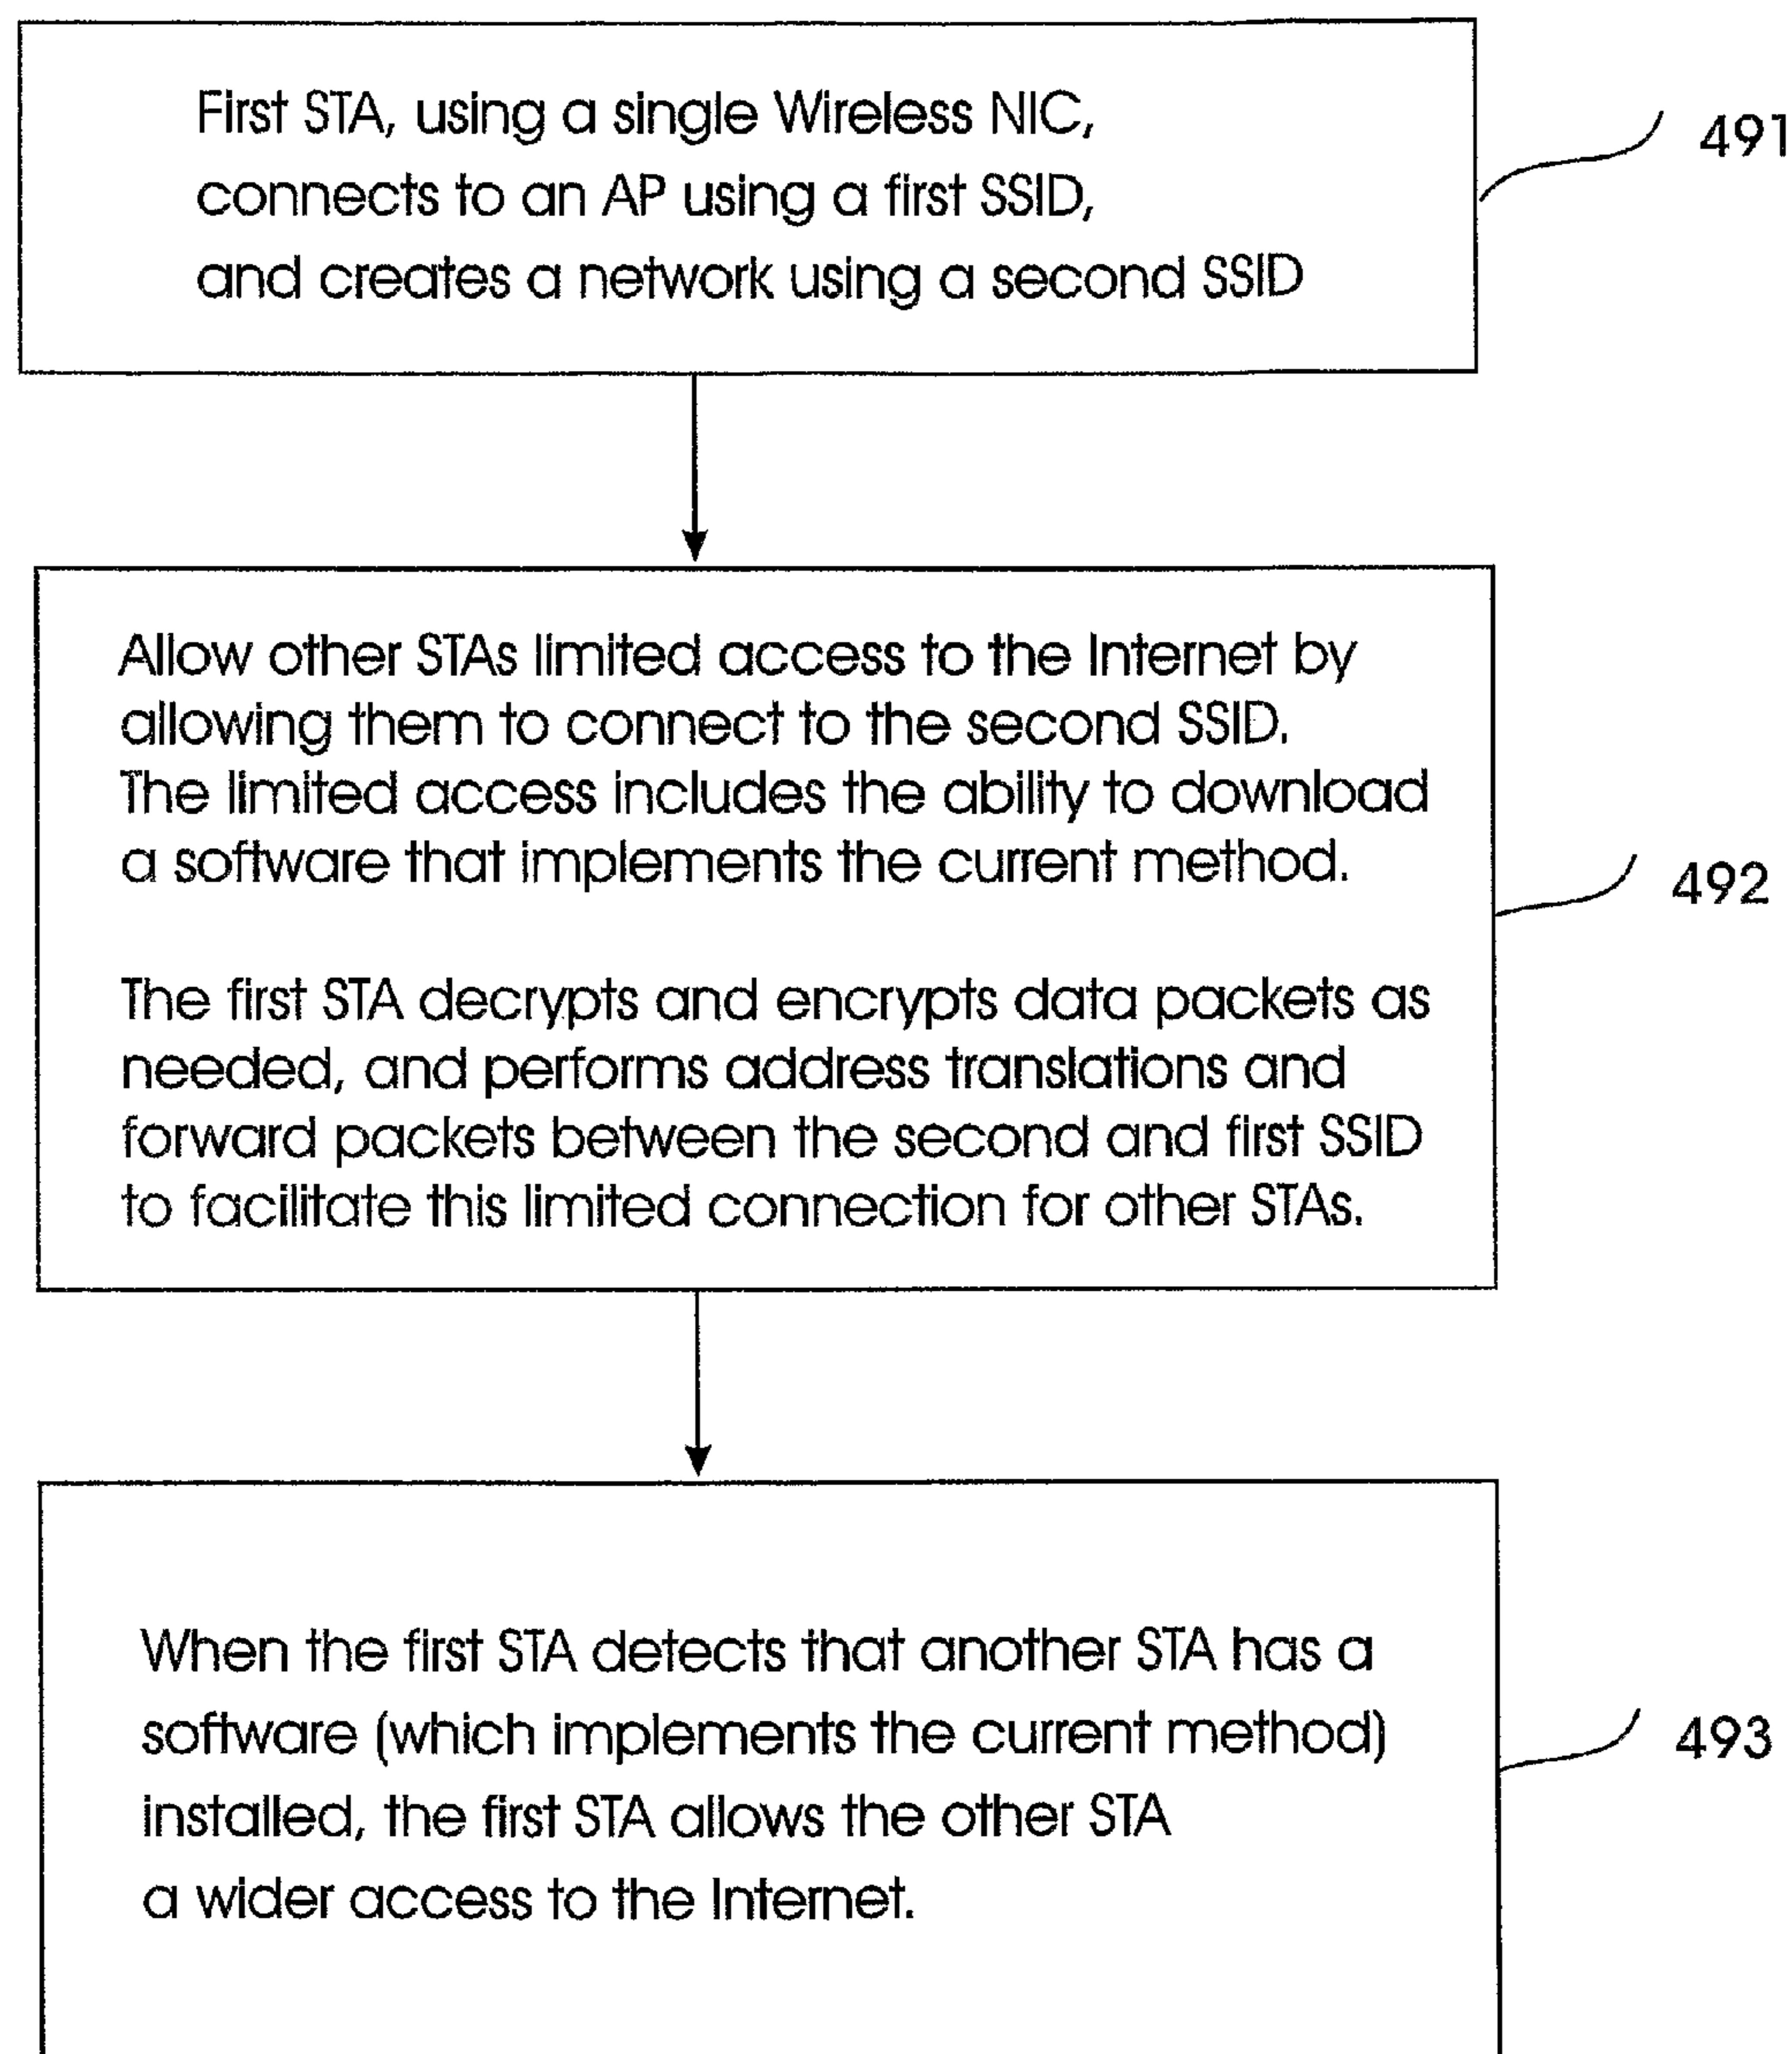 First STA, using a single Wireless NIC,
connects to an AP using a first SSID,
and creates a network using a second SSID
491
Allow other STAs limited access to the Internet by
allowing them to connect to the second SSID.
The limited access includes the ability to download
a software that implements the current method.
The first STA decrypts and encrypts data packets as
needed, and performs address translations and
forward packets between the second and first SSID
to facilitate this limited connection for other STAs.
492
When the first STA detects that another STA has a
software (which implements the current method)
installed, the first STA allows the other STA
a wider access to the Internet.
493